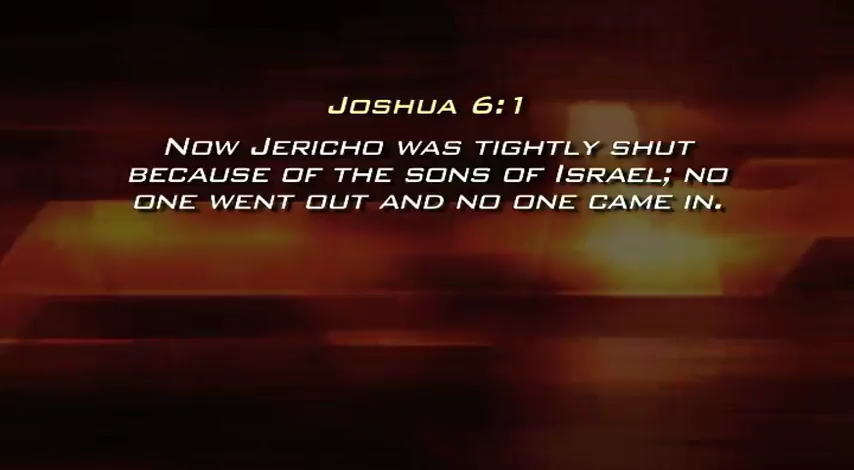 Joshua 6:1
Now Jericho was tightly shut
because of the sons of Israel; no
one went out and no one came in.